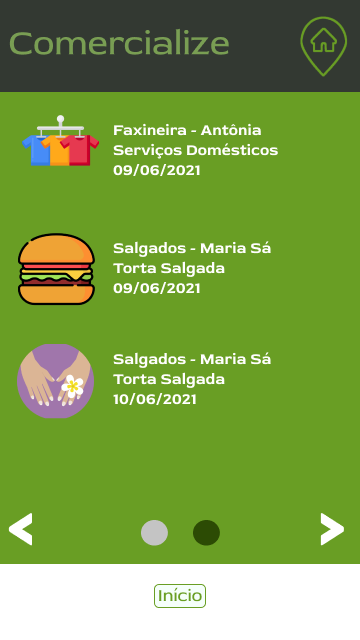 Comercialize
Faxineira - Antônia
Serviços Domésticos
09/06/2021
Salgados - Maria Sá
Torta Salgada
09/06/2021
Salgados - Maria Sá
Torta Salgada
10/06/2021
Início